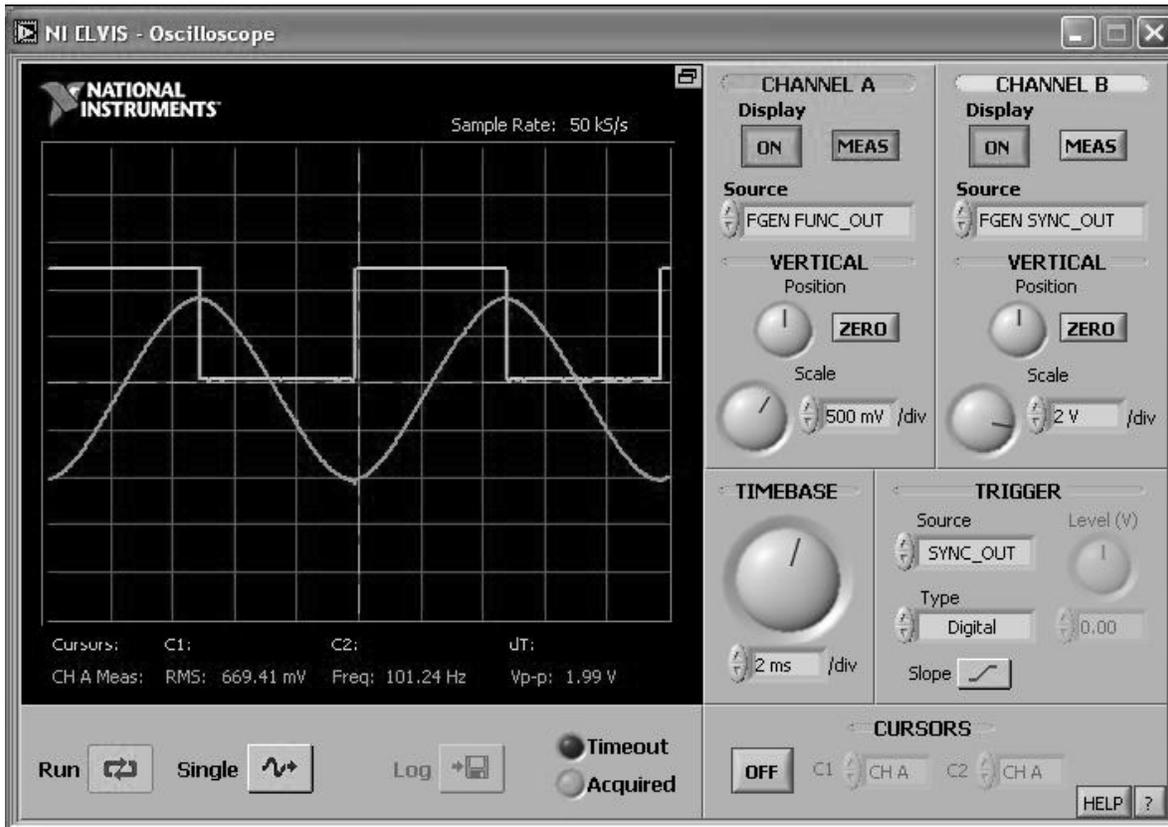 NI ELVIS - Oscilloscope
NATIONAL
INSTRUMENTS
Sample Rate: 50 kS/s
Cursors: C1: C2: dT:
CH A Meas: RMS: 669.41 mV Freq: 101.24 Hz Vp-p: 1.99 V
Run
Single
Log
Timeout
Acquired
CHANNEL A
Display
ON MEAS
Source
FGEN FUNC_OUT
VERTICAL
Position
ZERO
Scale
500 mV /div
CHANNEL B
Display
ON MEAS
Source
FGEN SYNC_OUT
VERTICAL
Position
ZERO
Scale
2 V /div
TIMEBASE
2 ms /div
TRIGGER
Source
SYNC_OUT
Level (V)
Type
Digital
0.00
Slope
CURSORS
OFF C1 CH A C2 CH A
HELP ?